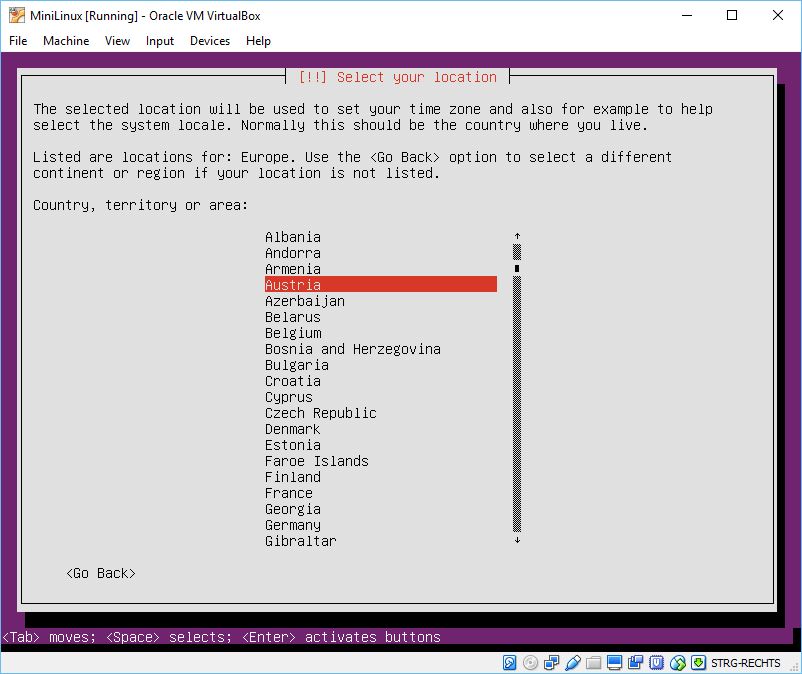 MiniLinux [Running] - Oracle VM VirtualBox
File Machine View Input Devices Help
[!!] Select your location
The selected location will be used to set your time zone and also for example to help
select the system locale. Normally this should be the country where you live.
Listed are locations for: Europe. Use the <Go Back> option to select a different
continent or region if your location is not listed.
Country, territory or area:
Albania
Andorra
Armenia
Austria
Azerbaijan
Belarus
Belgium
Bosnia and Herzegovina
Bulgaria
Croatia
Cyprus
Czech Republic
Denmark
Estonia
Faroe Islands
Finland
France
Georgia
Germany
Gibraltar
<Go Back>
<Tab> moves; <Space> selects; <Enter> activates buttons
STRG-RECHTS